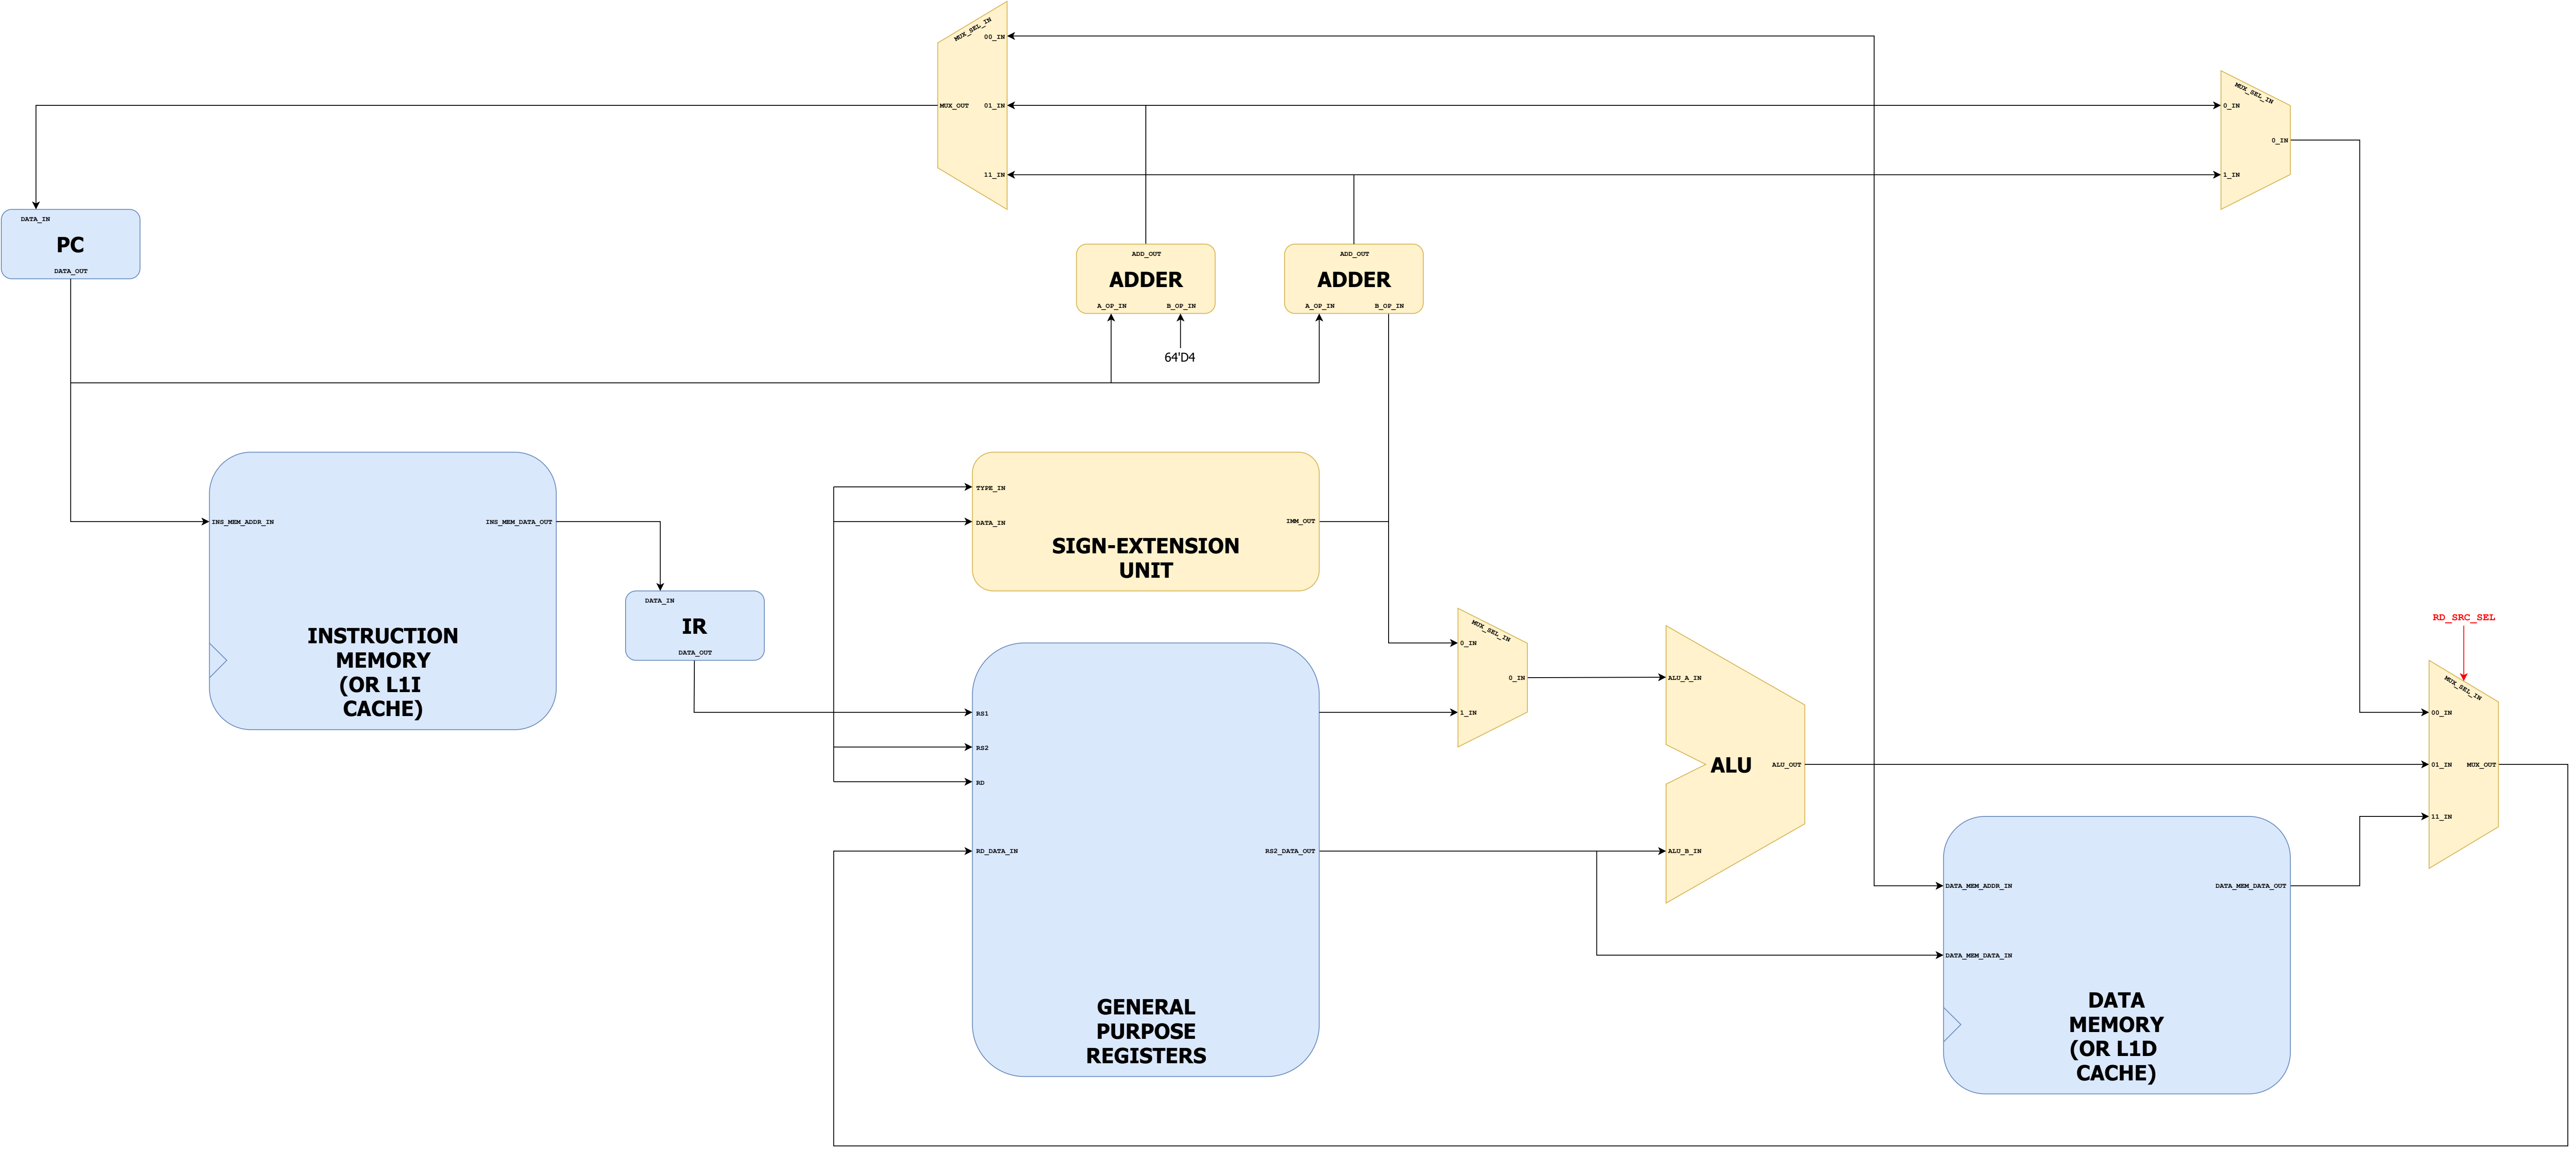 MUX_SEL_IN
00_IN
MUX_OUT
01_IN
11_IN
MUX_SEL_IN
0_IN
0_IN
1_IN
DATA_IN
PC
DATA_OUT
ADD_OUT
ADDER
A_OP_IN
B_OP_IN
64'D4
ADD_OUT
ADDER
A_OP_IN
B_OP_IN
INS_MEM_ADDR_IN
INS_MEM_DATA_OUT
INSTRUCTION
MEMORY
(OR L1I
CACHE)
DATA_IN
IR
DATA_OUT
TYPE_IN
DATA_IN
IMM_OUT
SIGN-EXTENSION
UNIT
RS1
RS2
RD
RD_DATA_IN
RS2_DATA_OUT
GENERAL
PURPOSE
REGISTERS
MUX_SEL_IN
0_IN
0_IN
1_IN
ALU_A_IN
ALU
ALU_OUT
ALU_B_IN
DATA_MEM_ADDR_IN
DATA_MEM_DATA_OUT
DATA_MEM_DATA_IN
DATA
MEMORY
(OR L1D
CACHE)
RD_SRC_SEL
MUX_SEL_IN
00_IN
01_IN
MUX_OUT
11_IN